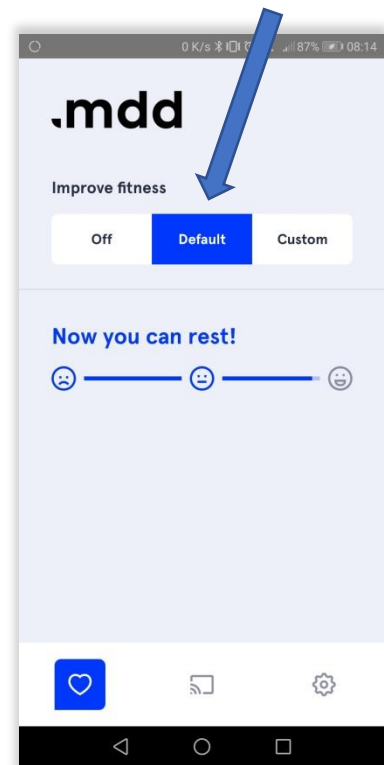 0 K/s 87% 08:14
.mdd
Improve fitness
Off Default Custom
Now you can rest!